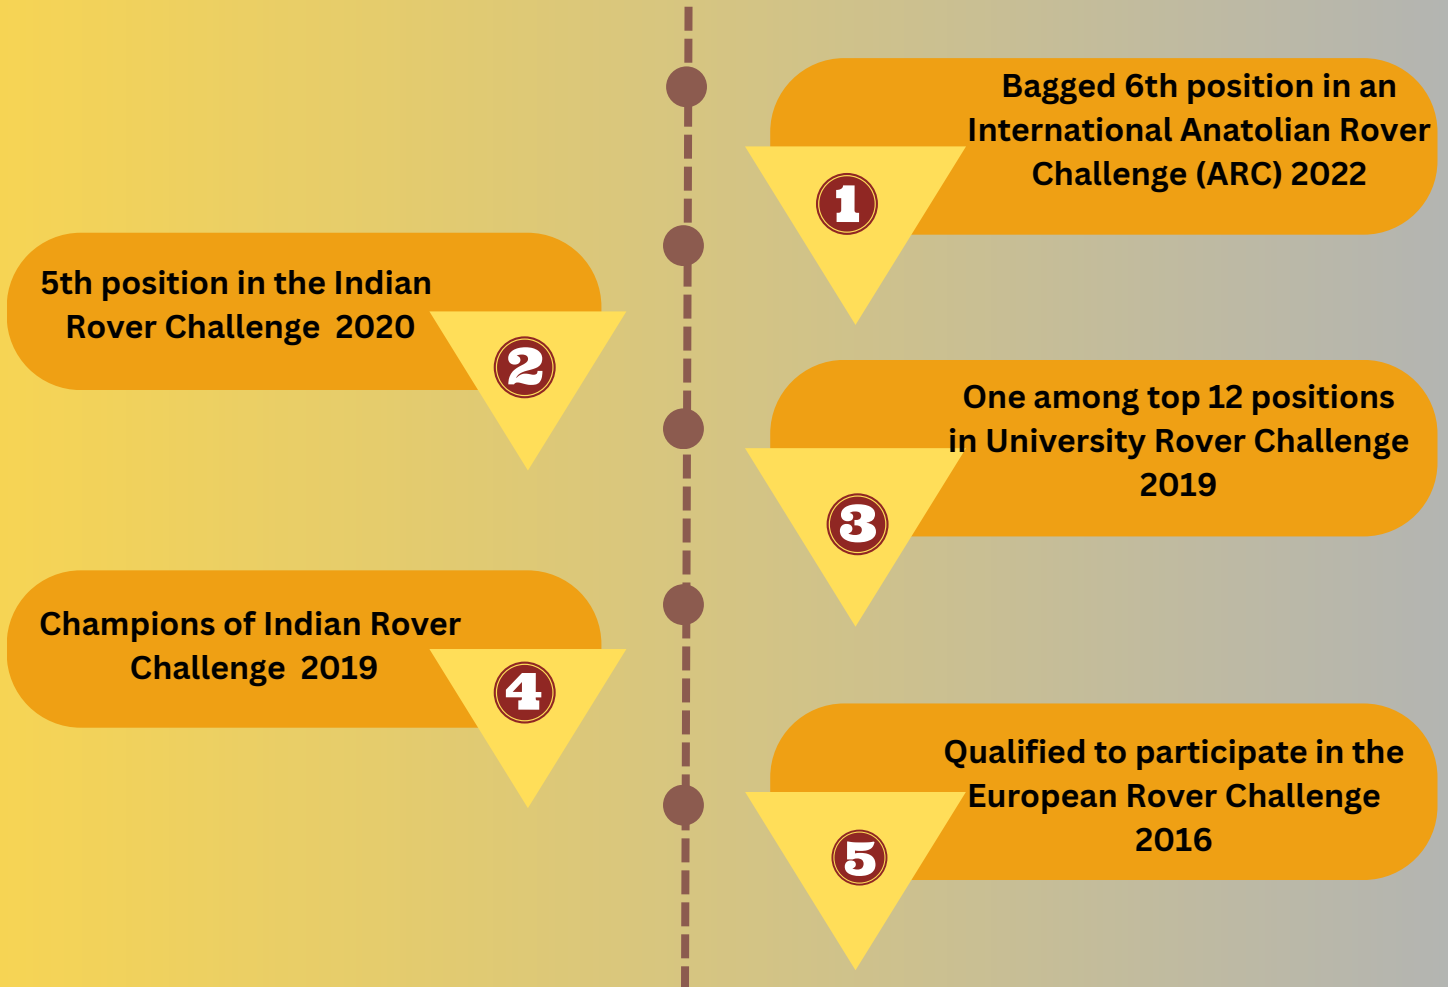 Bagged 6th position in an
International Anatolian Rover
Challenge (ARC) 2022
1
5th position in the Indian
Rover Challenge 2020
2
One among top 12 positions
in University Rover Challenge
2019
3
Champions of Indian Rover
Challenge 2019
4
Qualified to participate in the
European Rover Challenge
2016
5